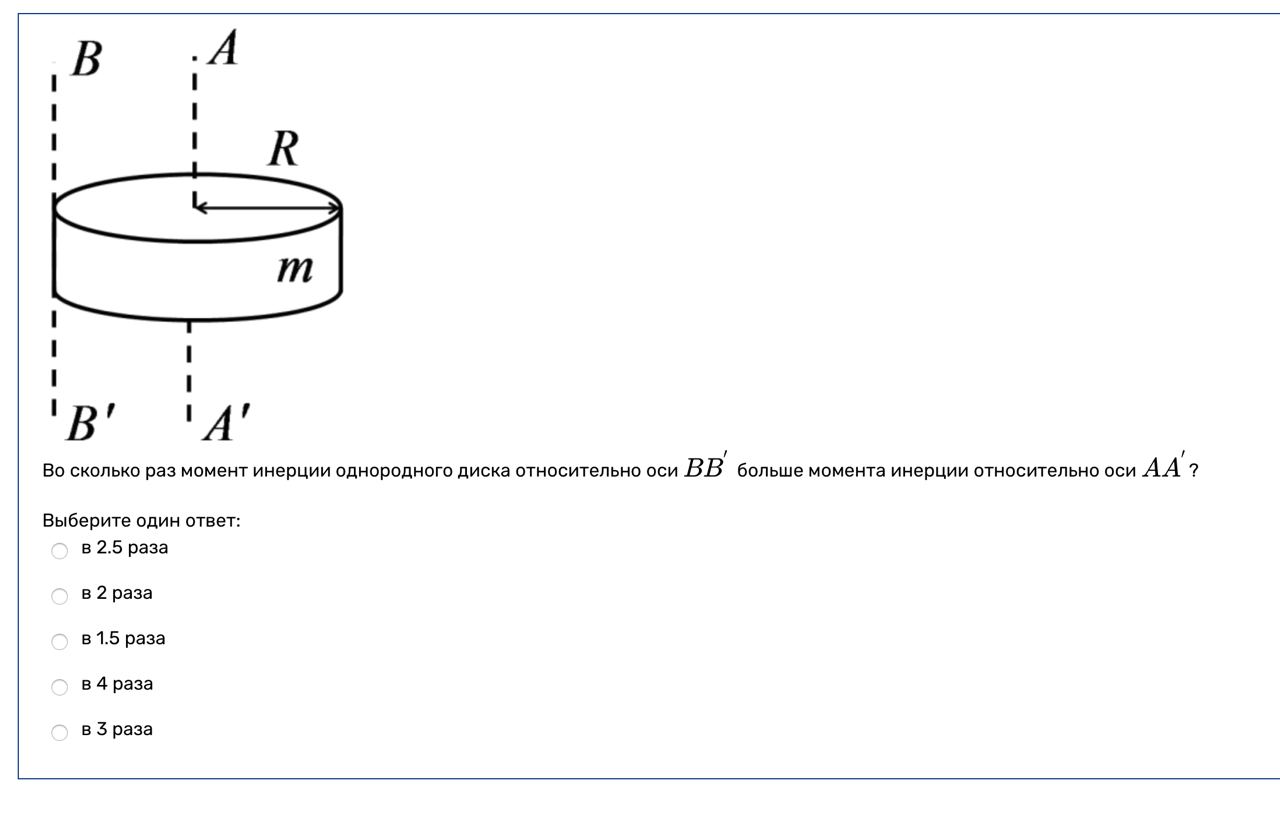 B
A
R
m
B'
A'
Во сколько раз момент инерции однородного диска относительно оси BB′ больше момента инерции относительно оси AA′?
Выберите один ответ:
в 2.5 раза
в 2 раза
в 1.5 раза
в 4 раза
в 3 раза